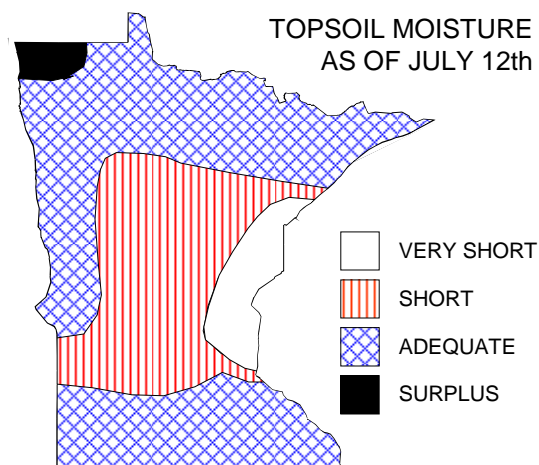 TOPSOIL MOISTURE
AS OF JULY 12th
VERY SHORT
SHORT
ADEQUATE
SURPLUS